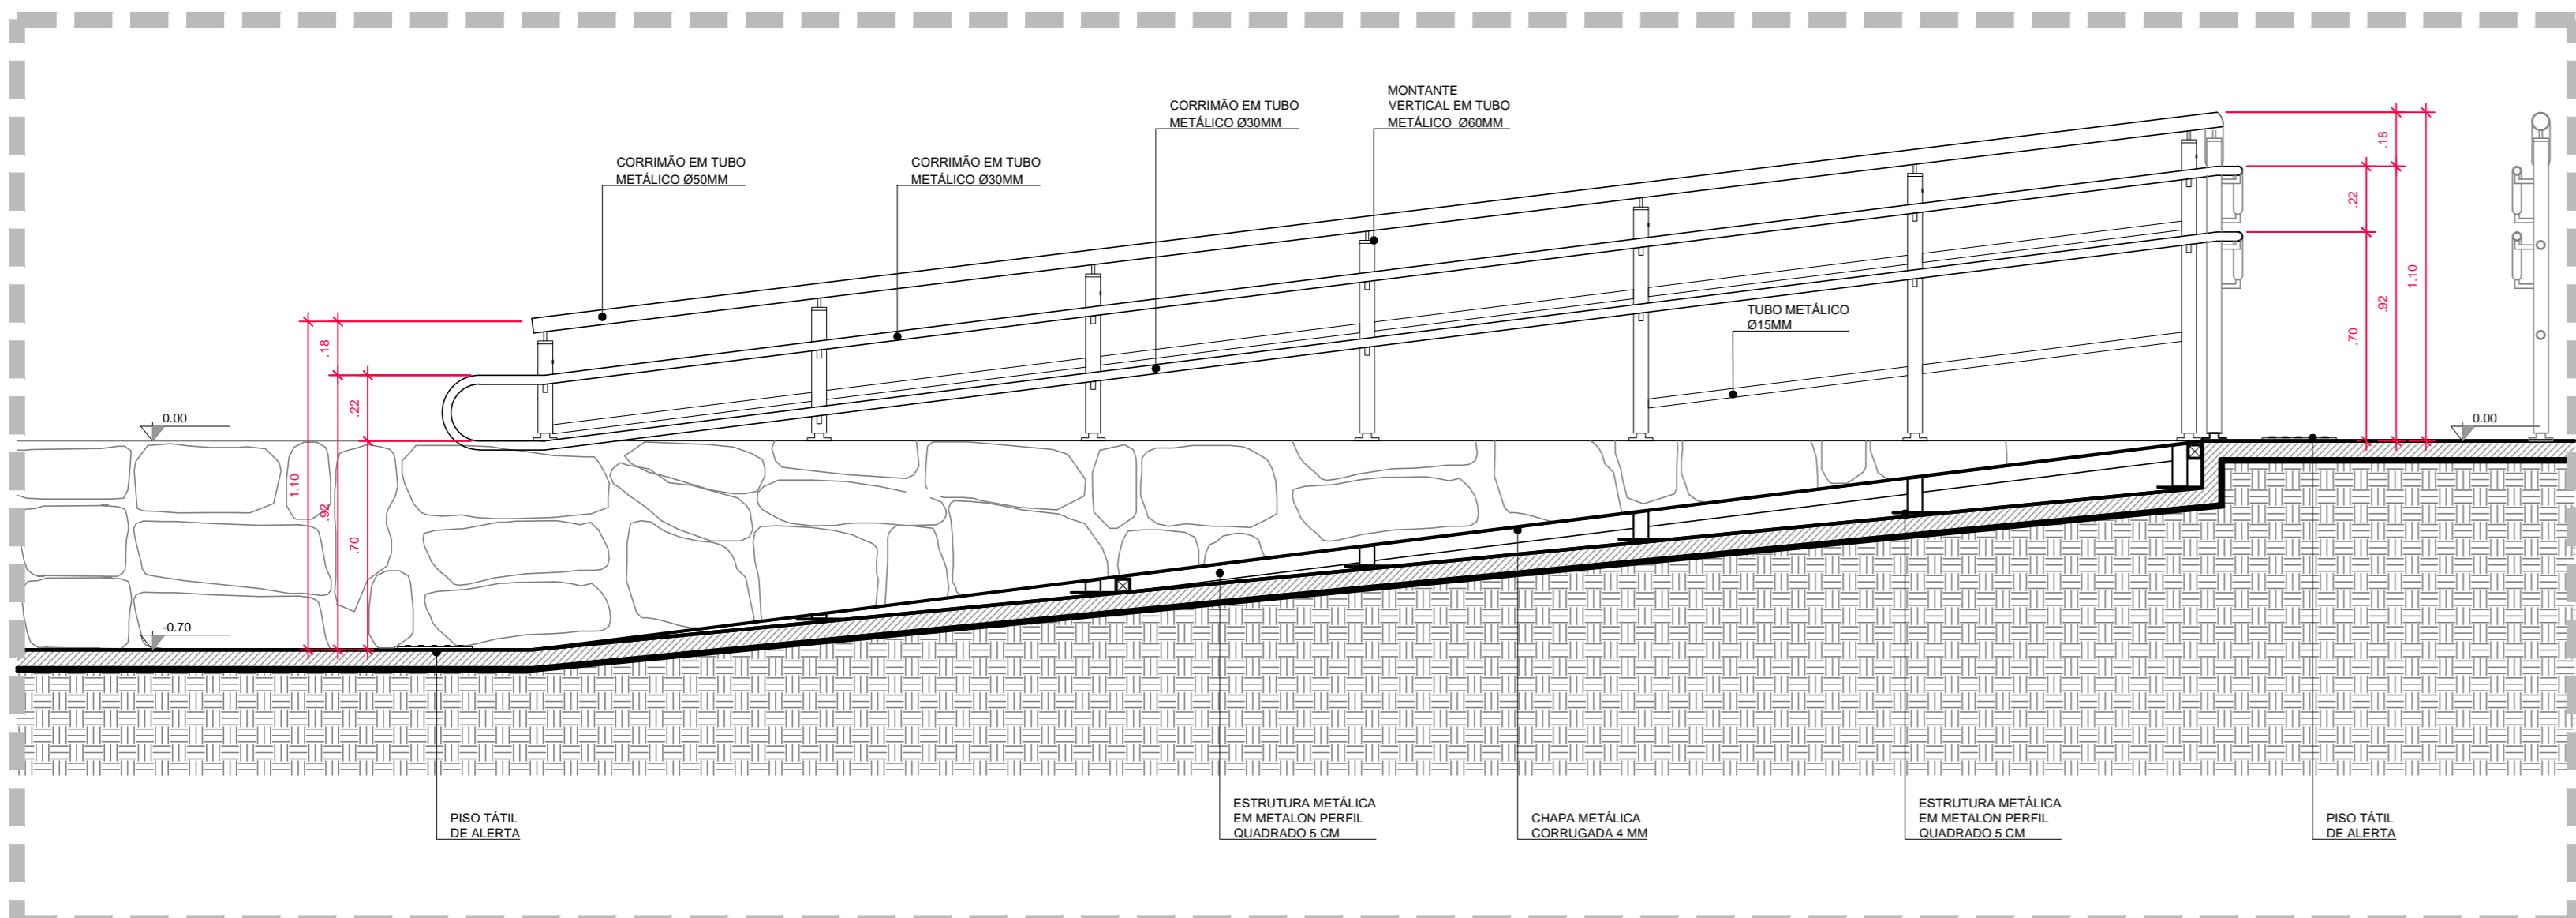 MONTANTE
VERTICAL EM TUBO
METÁLICO Ø60MM
CORRIMÃO EM TUBO
METÁLICO Ø30MM
CORRIMÃO EM TUBO
METÁLICO Ø50MM
CORRIMÃO EM TUBO
METÁLICO Ø30MM
.18
.22
.92
1.10
.70
TUBO METÁLICO
Ø15MM
.18
.22
1.10
.92
.70
0.00
0.00
-0.70
PISO TÁTIL
DE ALERTA
ESTRUTURA METÁLICA
EM METALON PERFIL
QUADRADO 5 CM
CHAPA METÁLICA
CORRUGADA 4 MM
ESTRUTURA METÁLICA
EM METALON PERFIL
QUADRADO 5 CM
PISO TÁTIL
DE ALERTA